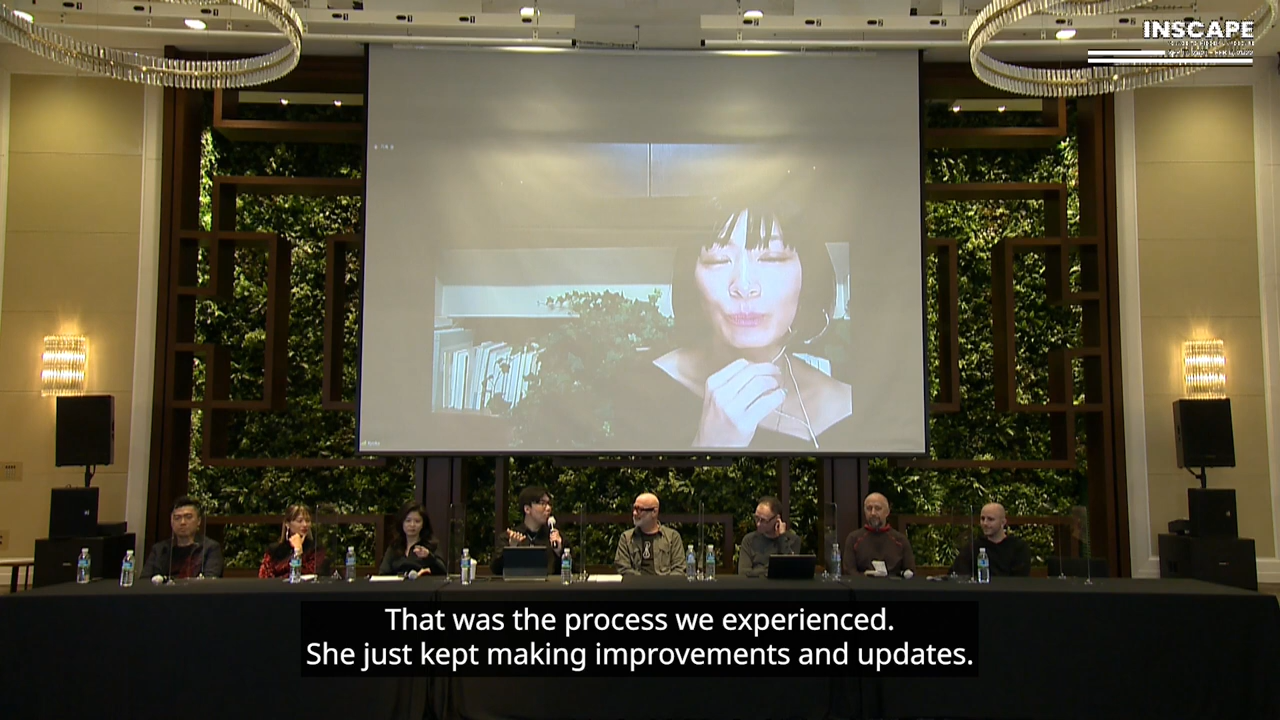 INSCAPE
That was the process we experienced.
She just kept making improvements and updates.